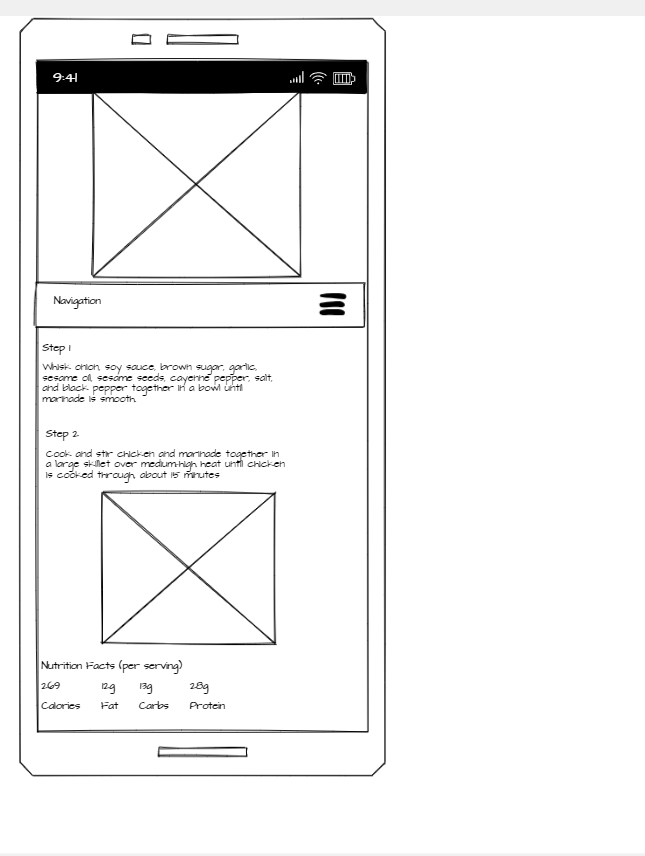 9:41
Navigation
Step 1
Whisk onion, soy sauce, brown sugar, garlic,
sesame oil, sesame seeds, cayenne pepper, salt,
and black pepper together in a bowl until
marinade is smooth.
Step 2
Cook and stir chicken and marinade together in
a large skillet over medium-high heat until chicken
is cooked through, about 15 minutes
Nutrition Facts (per serving)
269 12g 13g 28g
Calories Fat Carbs Protein